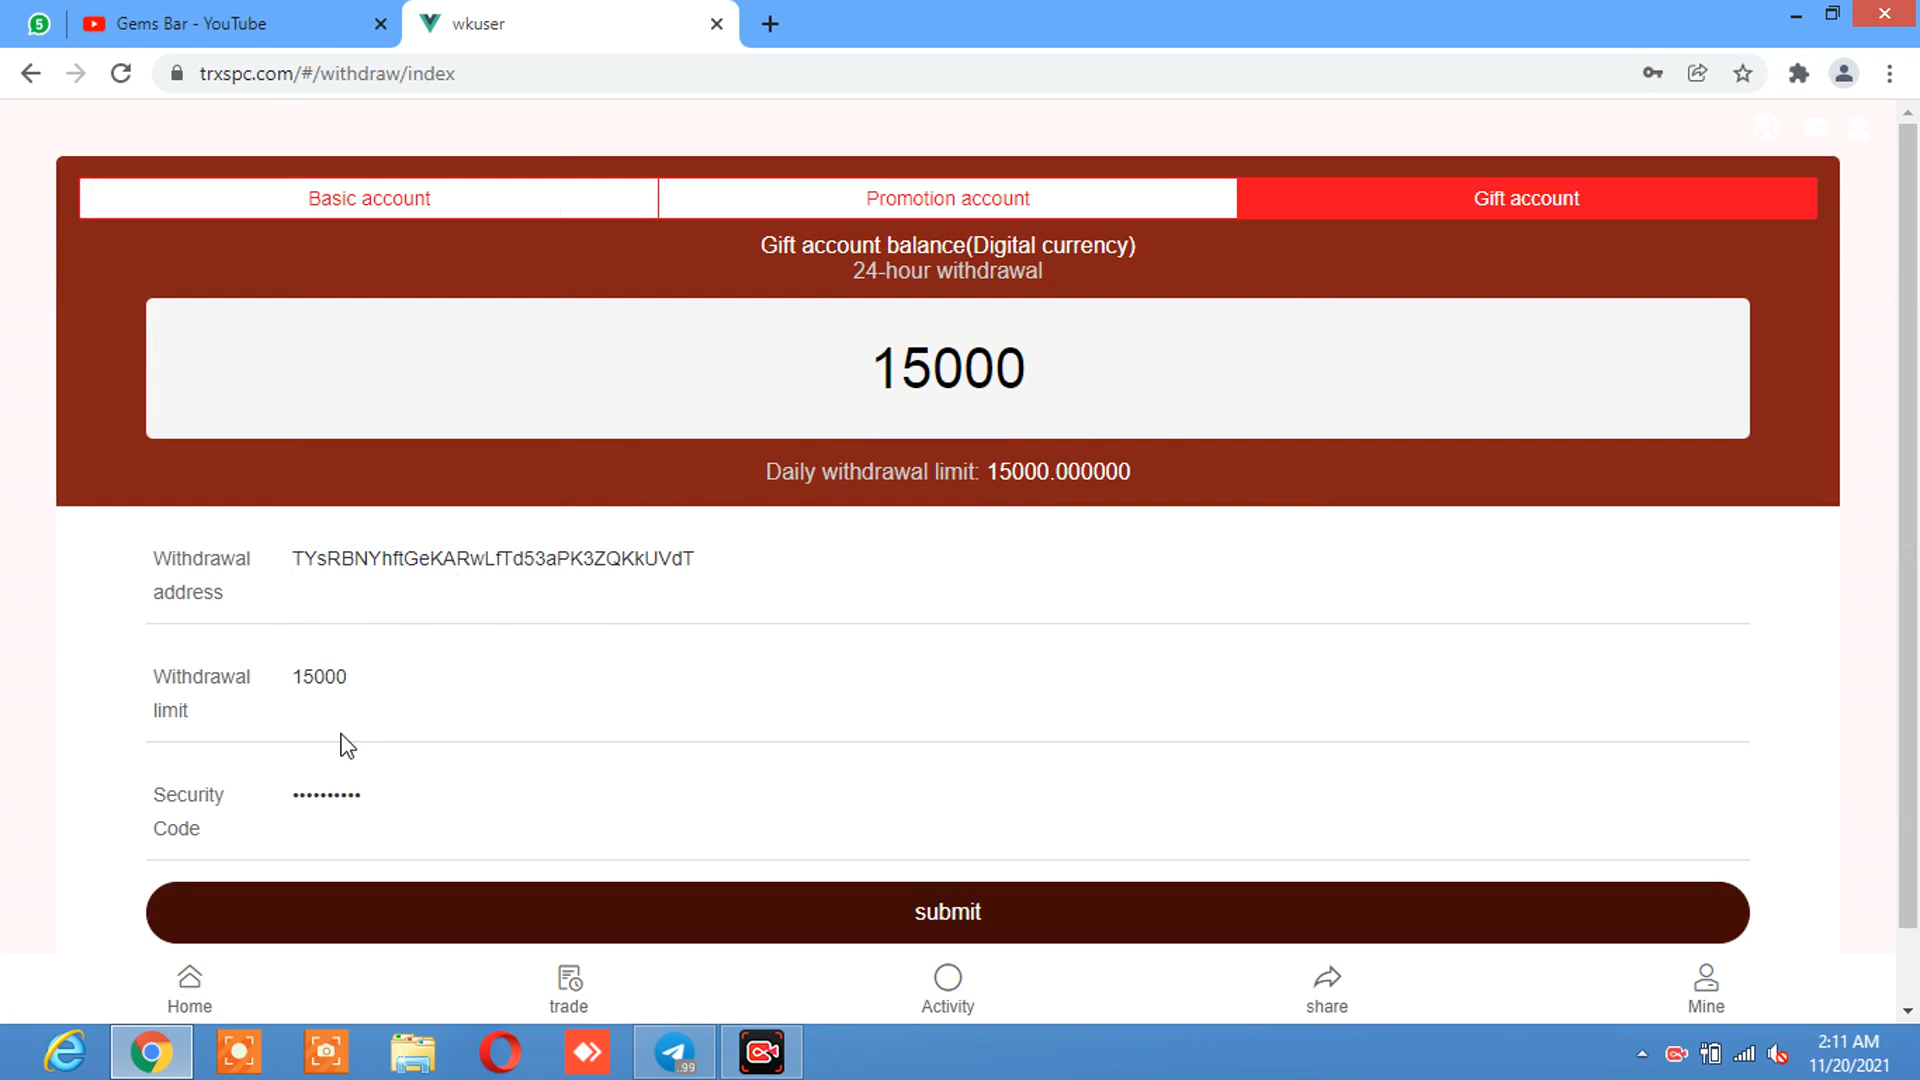 5
Gems Bar - YouTube
wkuser
trxspc.com/#/withdraw/index
Basic account
Promotion account
Gift account
Gift account balance(Digital currency)
24-hour withdrawal
15000
Daily withdrawal limit: 15000.000000
Withdrawal address
TYsRBNYhftGeKARwLfTd53aPK3ZQKkUVdT
Withdrawal limit
15000
Security Code
••••••••••
submit
Home
trade
Activity
share
Mine
.99
2:11 AM
11/20/2021